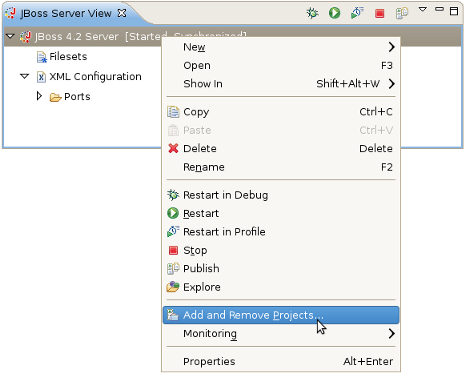 JBoss Server View
JBoss 4.2 Server [Started, Synchronized]
Filesets
XML Configuration
Ports
New
Open F3
Show In Shift+Alt+W
Copy Ctrl+C
Paste Ctrl+V
Delete Delete
Rename F2
Restart in Debug
Restart
Restart in Profile
Stop
Publish
Explore
Add and Remove Projects...
Monitoring
Properties Alt+Enter